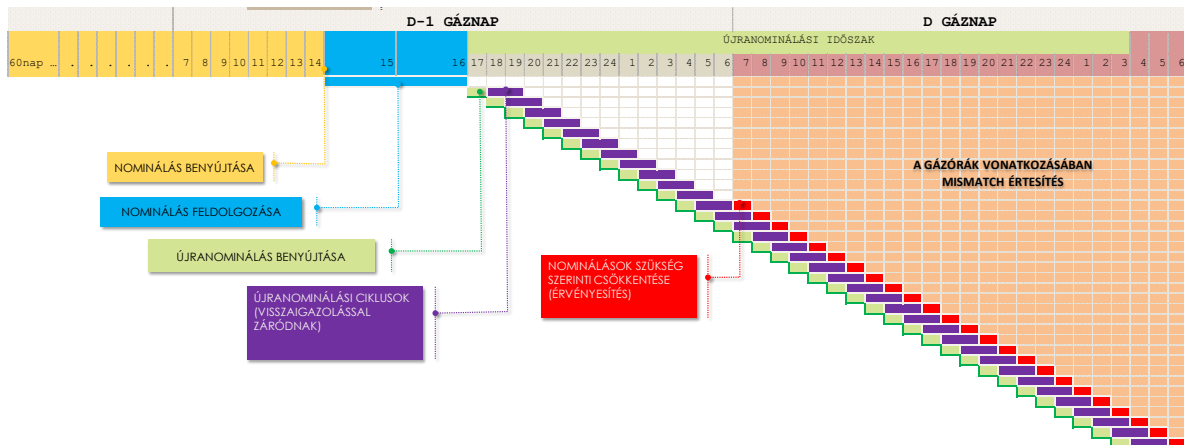 D-1 GÁZNAP D GÁZNAP
ÚJRANOMINÁLÁSI IDŐSZAK
60nap … . . . . . . 7 8 9 10 11 12 13 14 15 16 17 18 19 20 21 22 23 24 1 2 3 4 5 6 7 8 9 10 11 12 13 14 15 16 17 18 19 20 21 22 23 24 1 2 3 4 5 6
NOMINÁLÁS BENYÚJTÁSA
A GÁZÓRÁK VONATKOZÁSÁBAN
MISMATCH ÉRTESÍTÉS
NOMINÁLÁS FELDOLGOZÁSA
ÚJRANOMINÁLÁS BENYÚJTÁSA
NOMINÁLÁSOK SZÜKSÉG
SZERINTI CSÖKKENTÉSE
(ÉRVÉNYESÍTÉS)
ÚJRANOMINÁLÁSI CIKLUSOK
(VISSZAIGAZOLÁSSAL
ZÁRÓDNAK)